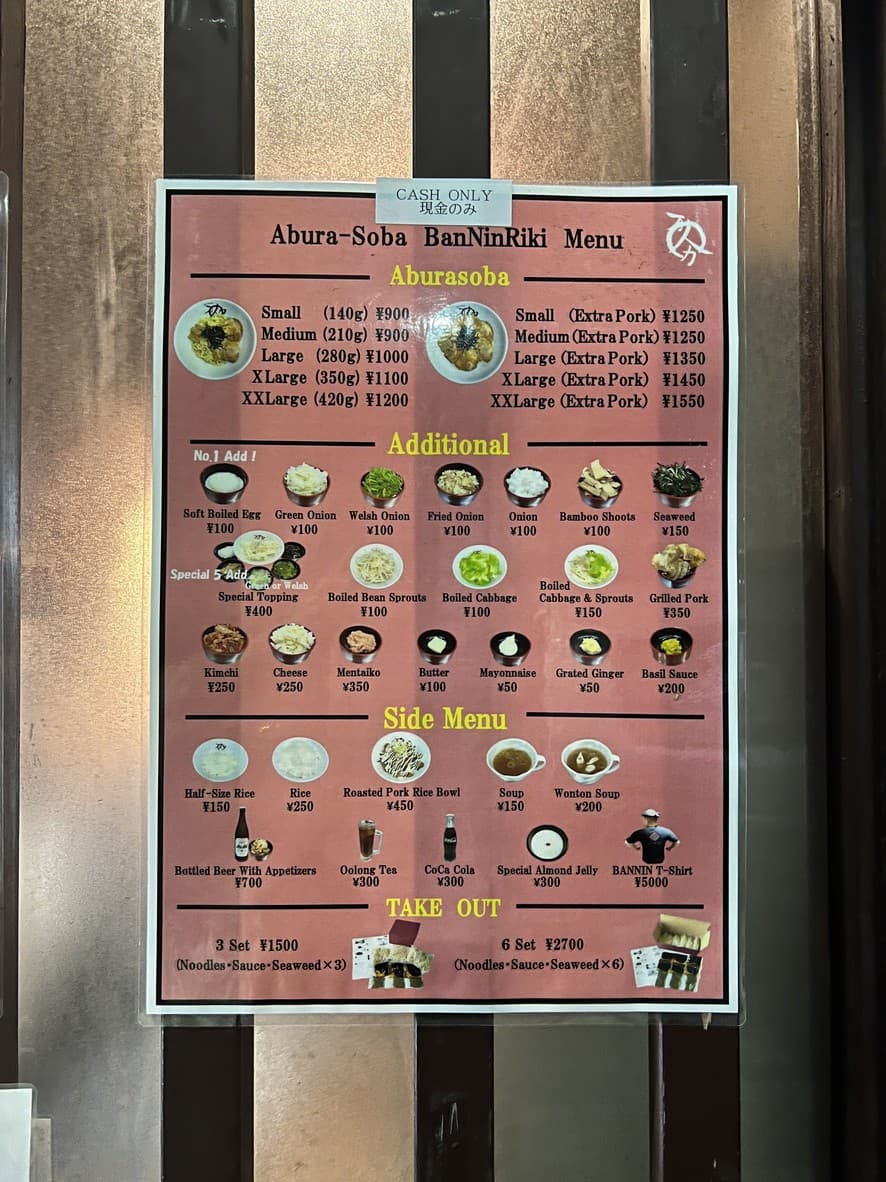 CASH ONLY
現金のみ
Abura-Soba BanNinRiki Menu
Aburasoba
Small (140g) ¥900
Medium (210g) ¥900
Large (280g) ¥1000
XLarge (350g) ¥1100
XXLarge (420g) ¥1200
Small (Extra Pork) ¥1250
Medium (Extra Pork) ¥1250
Large (Extra Pork) ¥1350
XLarge (Extra Pork) ¥1450
XXLarge (Extra Pork) ¥1550
Additional
No.1 Add!
Soft Boiled Egg
¥100
Green Onion
¥100
Welsh Onion
¥100
Fried Onion
¥100
Onion
¥100
Bamboo Shoots
¥100
Seaweed
¥150
Special 5 Add
Green or Welsh
Special Topping
¥400
Boiled Bean Sprouts
¥100
Boiled Cabbage
¥100
Boiled
Cabbage & Sprouts
¥150
Grilled Pork
¥350
Kimchi
¥250
Cheese
¥250
Mentaiko
¥350
Butter
¥100
Mayonnaise
¥50
Grated Ginger
¥50
Basil Sauce
¥200
Side Menu
Half-Size Rice
¥150
Rice
¥250
Roasted Pork Rice Bowl
¥450
Soup
¥150
Wonton Soup
¥200
Bottled Beer With Appetizers
¥700
Oolong Tea
¥300
CoCa Cola
¥300
Special Almond Jelly
¥300
BANNIN T-Shirt
¥5000
TAKE OUT
3 Set ¥1500
(Noodles・Sauce・Seaweed×3)
6 Set ¥2700
(Noodles・Sauce・Seaweed×6)